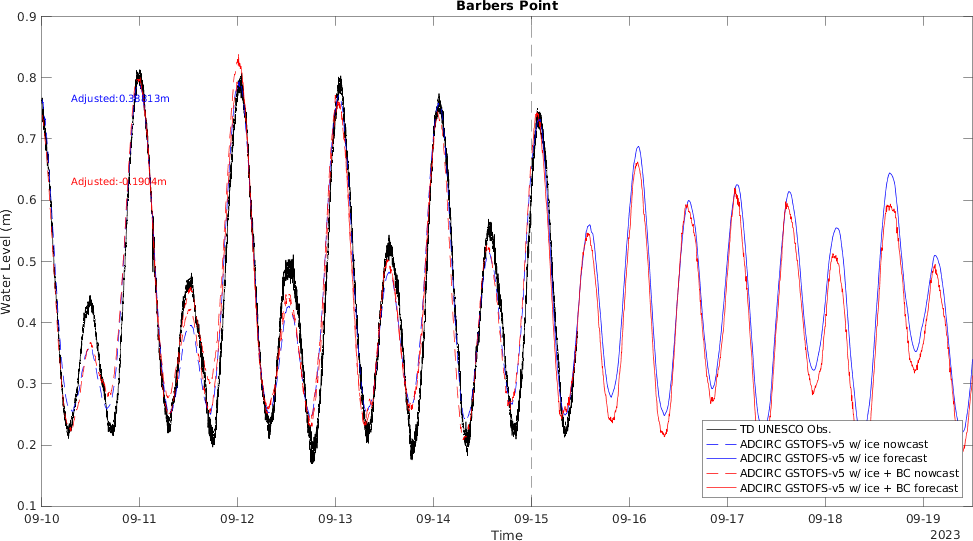 Barbers Point
0.9
0.8
0.7
0.6
0.5
0.4
0.3
0.2
0.1
Water Level (m)
Adjusted:0.33813m
Adjusted:-0.1904m
TD UNESCO Obs.
ADCIRC GSTOFS-v5 w/ ice nowcast
ADCIRC GSTOFS-v5 w/ ice forecast
ADCIRC GSTOFS-v5 w/ ice + BC nowcast
ADCIRC GSTOFS-v5 w/ ice + BC forecast
09-10 09-11 09-12 09-13 09-14 09-15 09-16 09-17 09-18 09-19
Time
2023